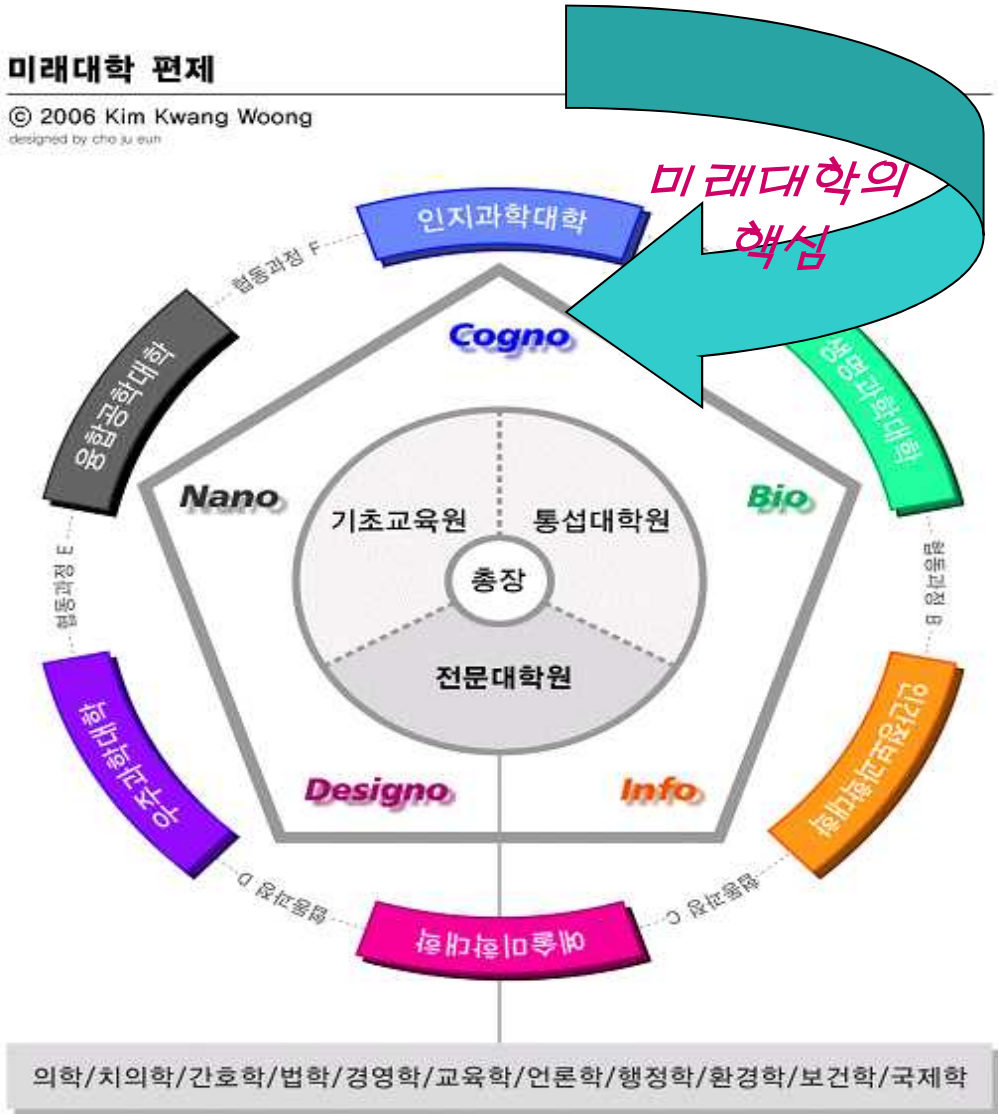 미래대학 편제
ⓒ 2006 Kim Kwang Woong
designed by cho ju eun
미래대학의
핵심
인지과학대학
협동과정 F
융합공학대학
생명과학대학
Cogno
Nano
Bio
기초교육원
통섭대학원
총장
전문대학원
협동과정 E
협동과정 B
우주과학대학
인간정보과학대학
Designo
Info
협동과정 D
협동과정 C
예술미학대학
의학/치의학/간호학/법학/경영학/교육학/언론학/행정학/환경학/보건학/국제학